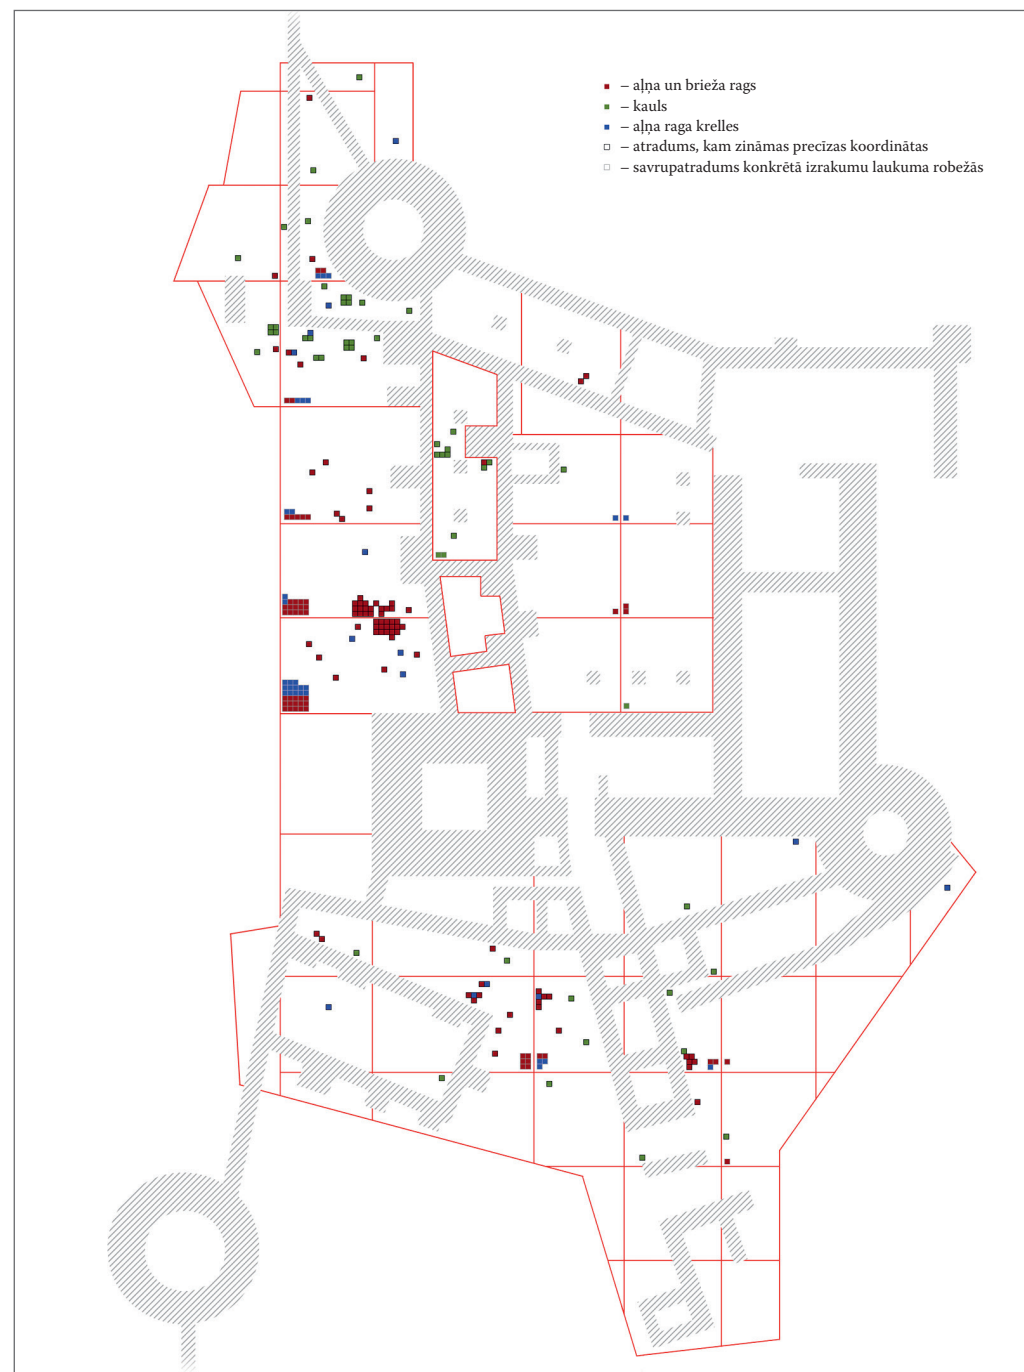 – aļņa un brieža rags
– kauls
– aļņa raga krelles
– atradums, kam zināmas precīzas koordinātas
– savrupatradums konkrētā izrakumu laukuma robežās